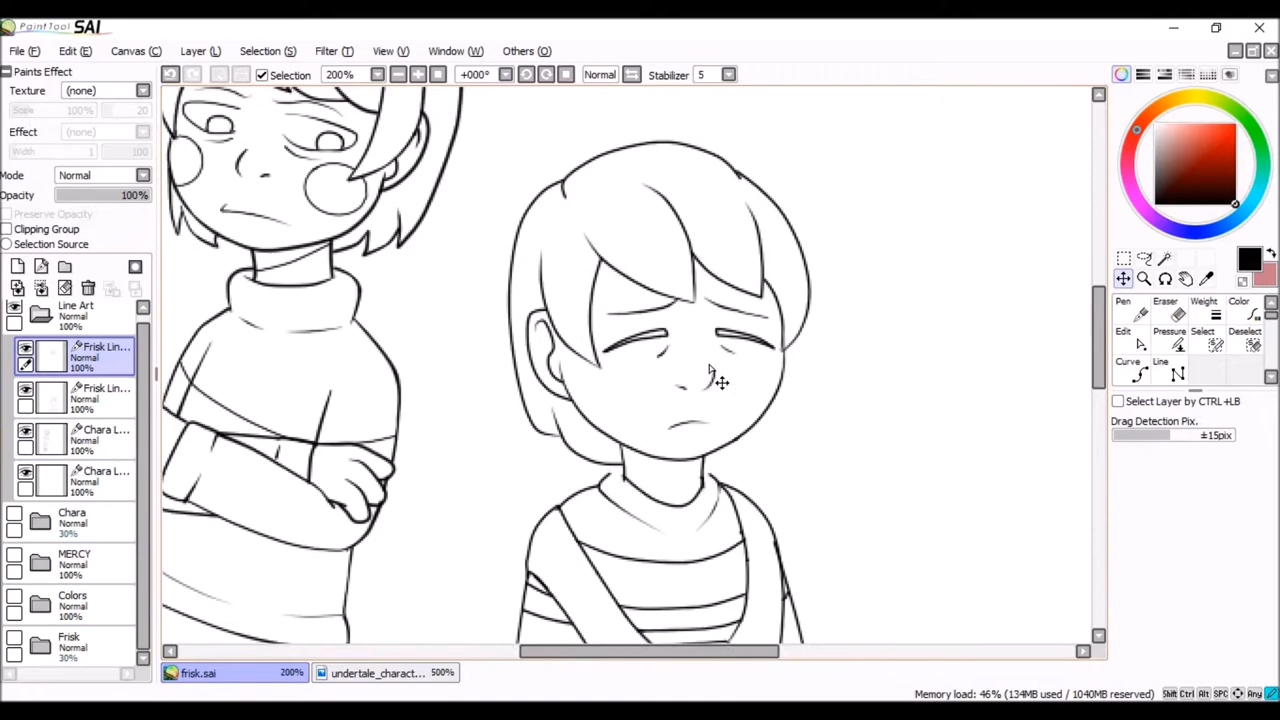 PaintTool SAI
File (F) Edit (E) Canvas (C) Layer (L) Selection (S) Filter (T) View (V) Window (W) Others (O)
Selection 200% +000° Normal Stabilizer 5
Paints Effect
Texture (none)
Scale 100% 20
Effect (none)
Width 1 100
Mode Normal
Opacity 100%
Preserve Opacity
Clipping Group
Selection Source
Line Art
100%
Frisk Lin...
Normal
100%
Frisk Lin...
Normal
100%
Chara L...
Normal
100%
Chara L...
Normal
100%
Chara
Normal
30%
MERCY
Normal
100%
Colors
Normal
100%
Frisk
Normal
30%
Pen Eraser Weight Color
Edit Pressure Select Deselect
Curve Line
Select Layer by CTRL+LB
Drag Detection Pix.
±15pix
frisk.sai 200% undertale_charact... 500%
Memory load: 46% (134MB used / 1040MB reserved) Shift Ctrl Alt SPC Any